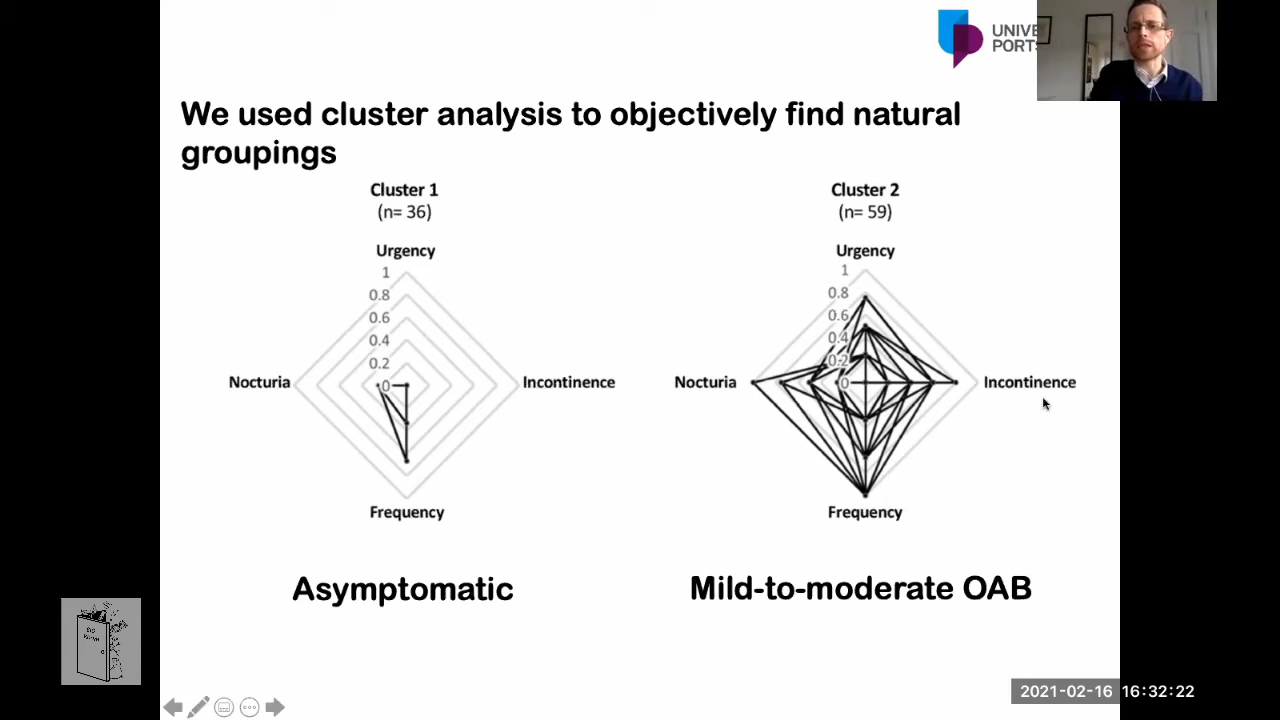 UNIVE
PORT
We used cluster analysis to objectively find natural
groupings
Cluster 1
(n= 36)
Urgency
1
0.8
0.6
0.4
0.2
0
Nocturia
Incontinence
Frequency
Asymptomatic
Cluster 2
(n= 59)
Urgency
1
0.8
0.6
0.4
0.2
0
Nocturia
Incontinence
Frequency
Mild-to-moderate OAB
2021-02-16 16:32:22